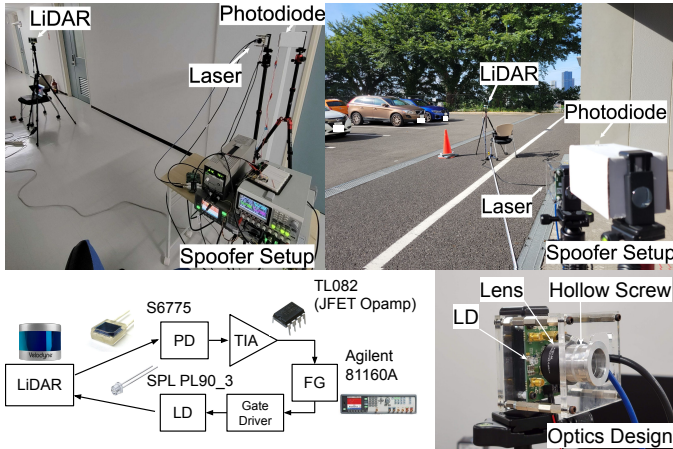 LiDAR
Photodiode
Laser
Spoofer Setup
LiDAR
Photodiode
Laser
Spoofer Setup
TL082
(JFET Opamp)
S6775
PD
TIA
Velodyne
LiDAR
SPL PL90_3
Agilent
81160A
FG
LD
Gate
Driver
Lens
Hollow Screw
LD
Optics Design